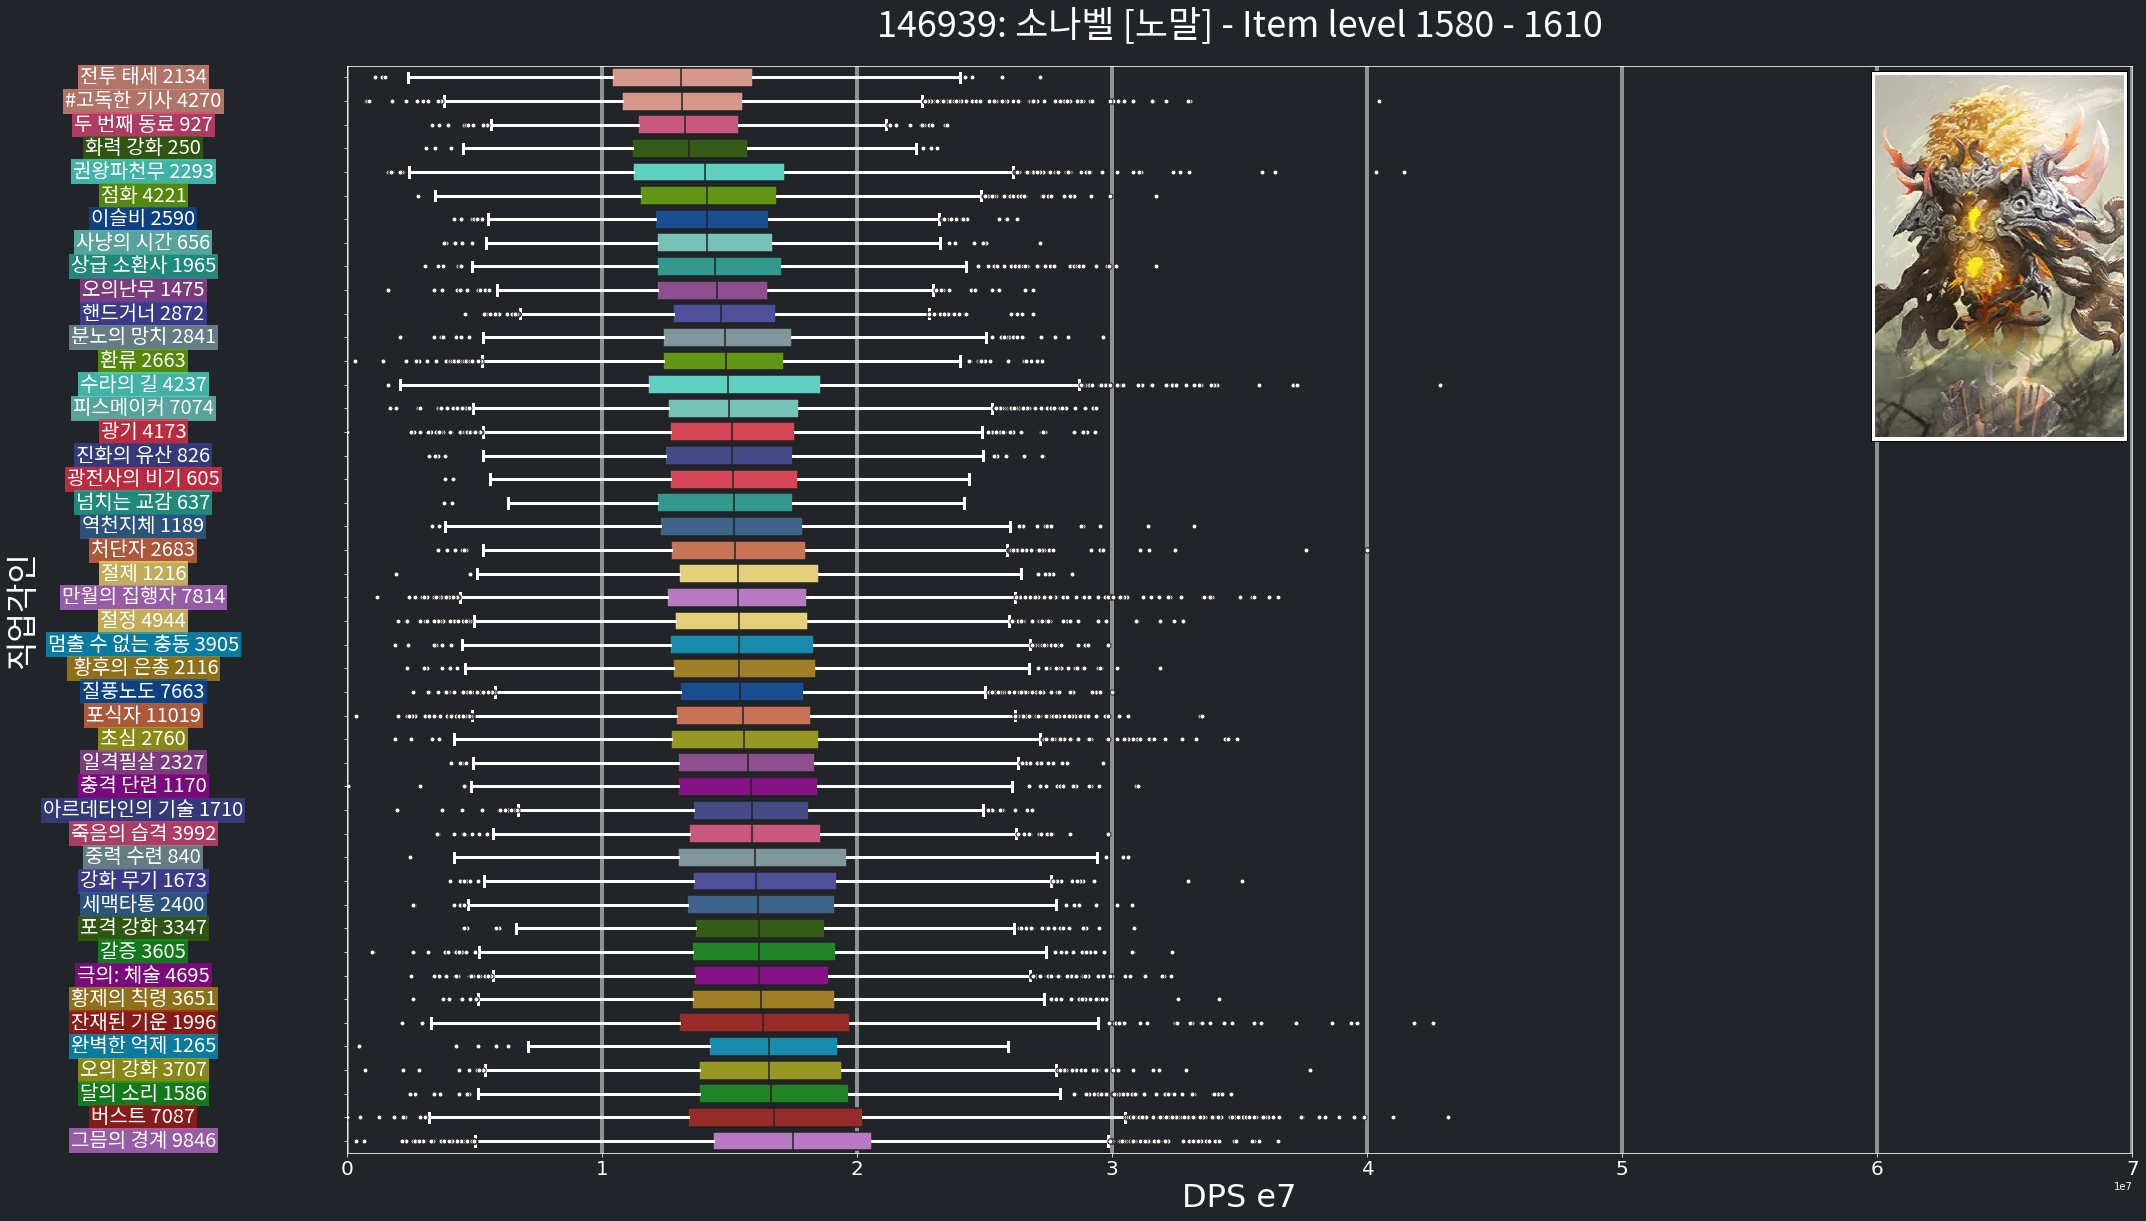 146939: 소나벨 [노말] - Item level 1580 - 1610
직업각인
전투 태세 2134
#고독한 기사 4270
두 번째 동료 927
화력 강화 250
권왕파천무 2293
점화 4221
이슬비 2590
사냥의 시간 656
상급 소환사 1965
오의난무 1475
핸드거너 2872
분노의 망치 2841
환류 2663
수라의 길 4237
피스메이커 7074
광기 4173
진화의 유산 826
광전사의 비기 605
넘치는 교감 637
역천지체 1189
처단자 2683
절제 1216
만월의 집행자 7814
절정 4944
멈출 수 없는 충동 3905
황후의 은총 2116
질풍노도 7663
포식자 11019
초심 2760
일격필살 2327
충격 단련 1170
아르데타인의 기술 1710
죽음의 습격 3992
중력 수련 840
강화 무기 1673
세맥타통 2400
포격 강화 3347
갈증 3605
극의: 체술 4695
황제의 칙령 3651
잔재된 기운 1996
완벽한 억제 1265
오의 강화 3707
달의 소리 1586
버스트 7087
그믐의 경계 9846
0 1 2 3 4 5 6 7
1e7
DPS e7